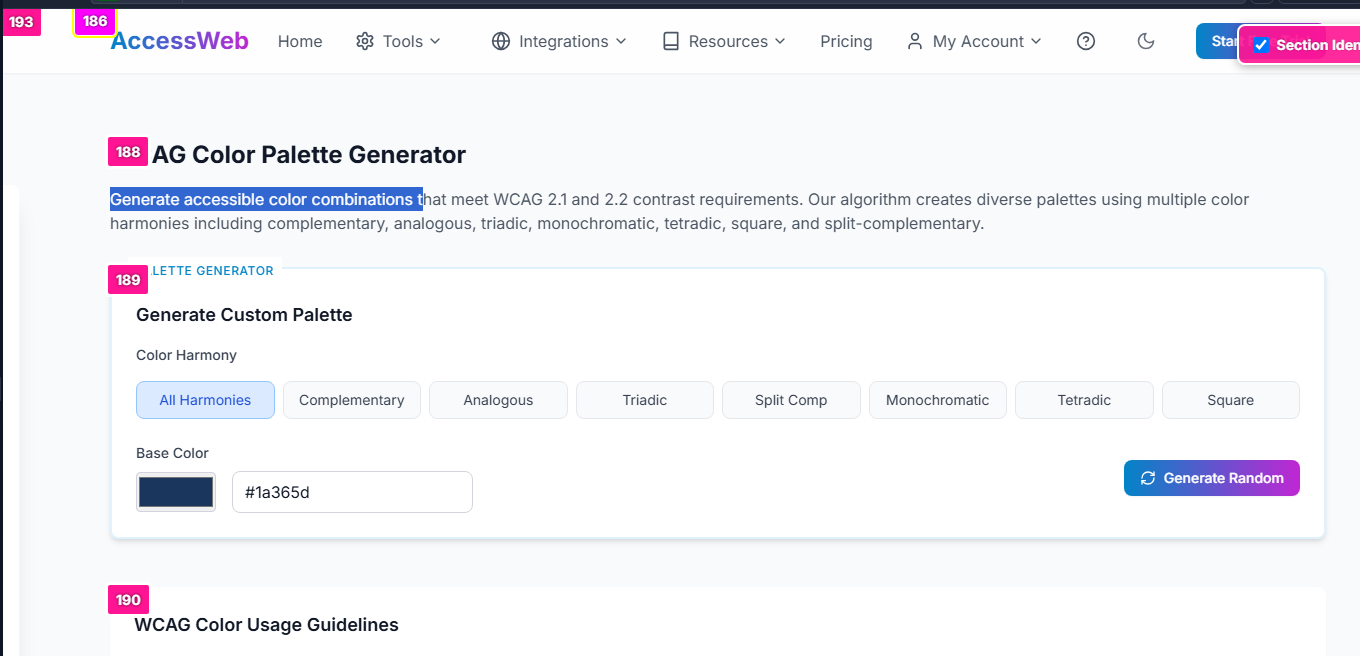 193
186
AccessWeb
Home
Tools
Integrations
Resources
Pricing
My Account
Section Iden
188
AG Color Palette Generator
Generate accessible color combinations that meet WCAG 2.1 and 2.2 contrast requirements. Our algorithm creates diverse palettes using multiple color
harmonies including complementary, analogous, triadic, monochromatic, tetradic, square, and split-complementary.
189
LETTE GENERATOR
Generate Custom Palette
Color Harmony
All Harmonies
Complementary
Analogous
Triadic
Split Comp
Monochromatic
Tetradic
Square
Base Color
#1a365d
Generate Random
190
WCAG Color Usage Guidelines